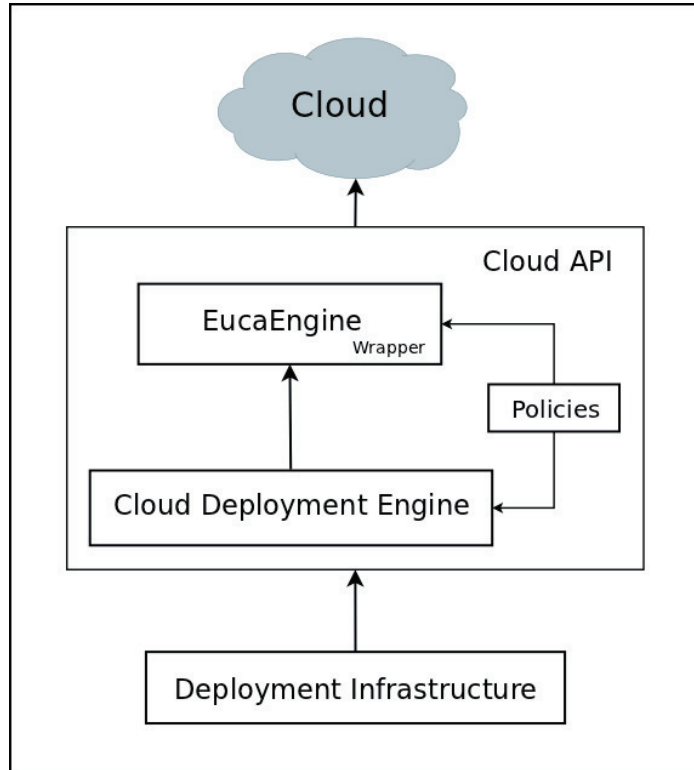 Cloud
Cloud API
EucaEngine
Wrapper
Policies
Cloud Deployment Engine
Deployment Infrastructure